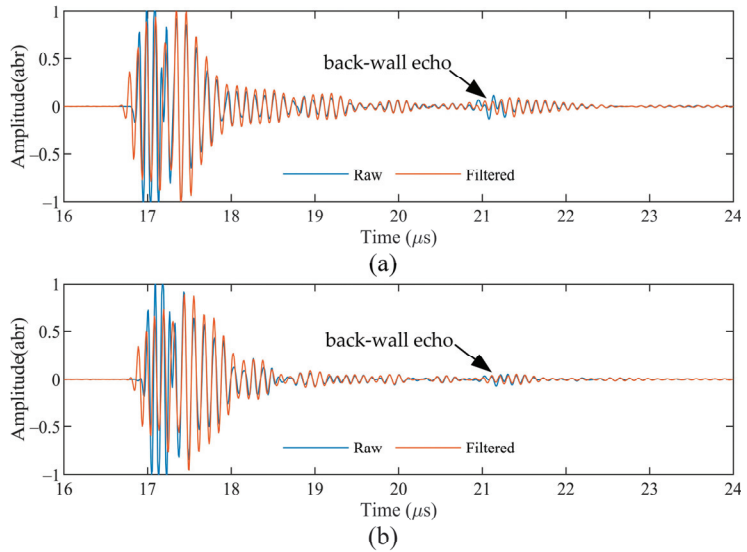 1
0.5
0
−0.5
−1
Amplitude(abr)
back-wall echo
Raw Filtered
16 17 18 19 20 21 22 23 24
Time (μs)
(a)
1
0.5
0
−0.5
−1
Amplitude(abr)
back-wall echo
Raw Filtered
16 17 18 19 20 21 22 23 24
Time (μs)
(b)